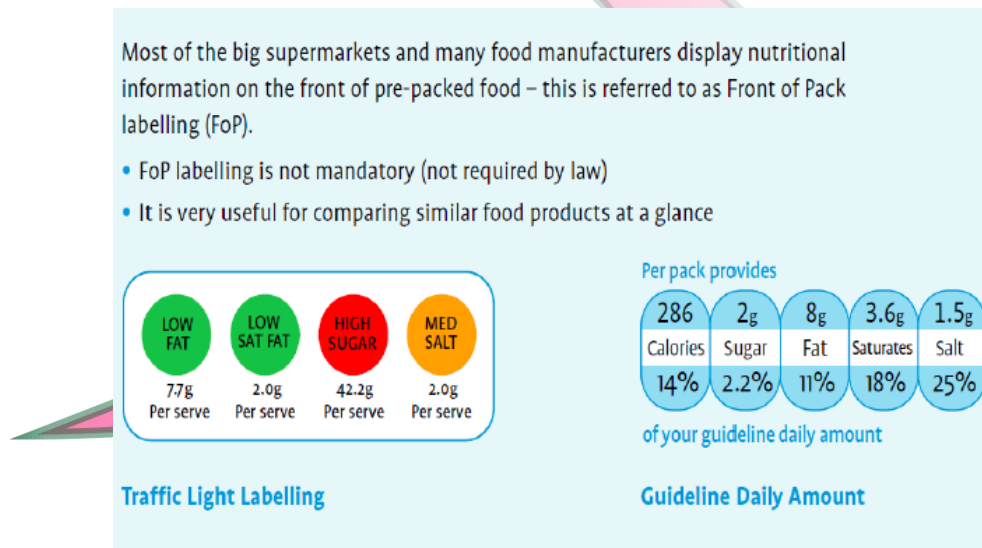 Most of the big supermarkets and many food manufacturers display nutritional
information on the front of pre-packed food – this is referred to as Front of Pack
labelling (FoP).
• FoP labelling is not mandatory (not required by law)
• It is very useful for comparing similar food products at a glance
LOW
FAT
7.7g
Per serve
LOW
SAT FAT
2.0g
Per serve
HIGH
SUGAR
42.2g
Per serve
MED
SALT
2.0g
Per serve
Traffic Light Labelling
Per pack provides
286 2g 8g 3.6g 1.5g
Calories Sugar Fat Saturates Salt
14% 2.2% 11% 18% 25%
of your guideline daily amount
Guideline Daily Amount